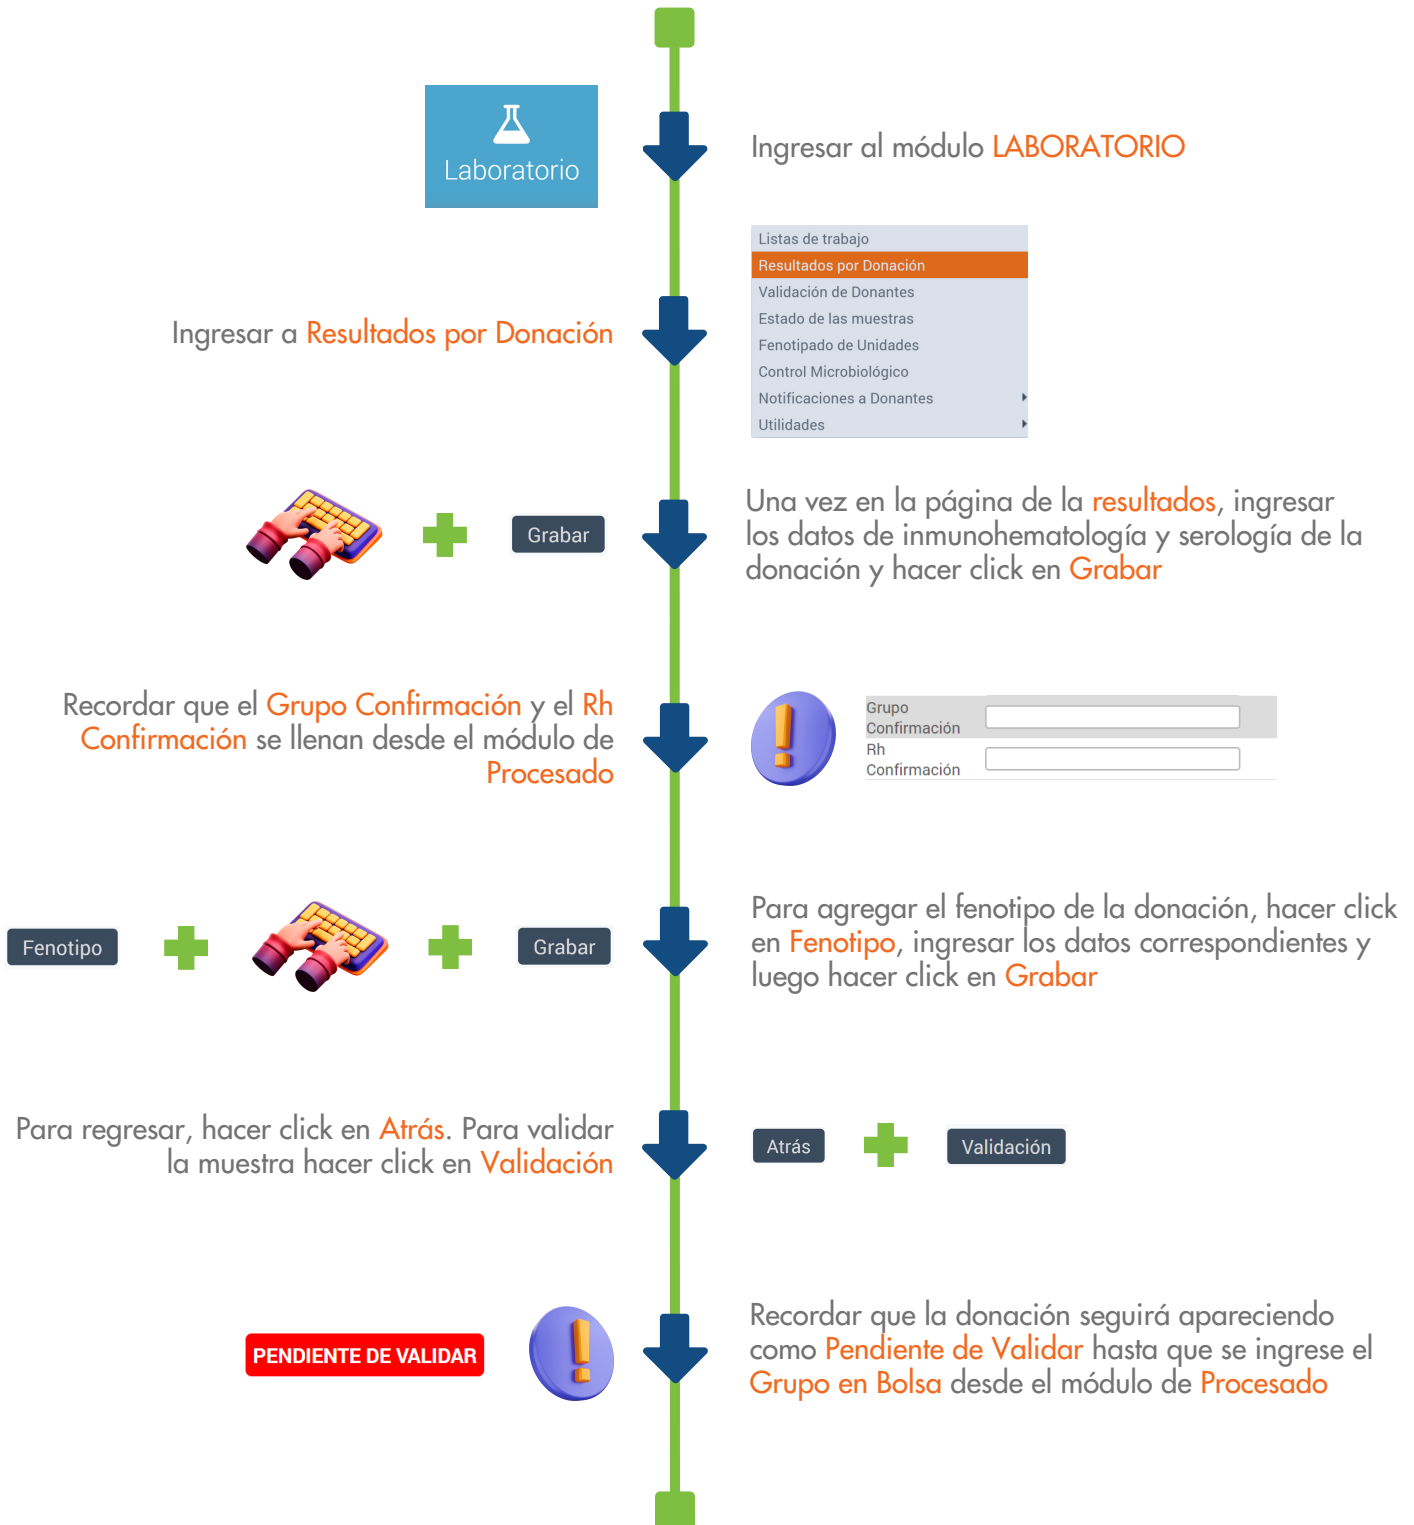 Laboratorio
Ingresar al módulo LABORATORIO
Ingresar a Resultados por Donación
Listas de trabajo
Resultados por Donación
Validación de Donantes
Estado de las muestras
Fenotipado de Unidades
Control Microbiológico
Notificaciones a Donantes
Utilidades
Grabar
Una vez en la página de la resultados, ingresar
los datos de inmunohematología y serología de la
donación y hacer click en Grabar
Recordar que el Grupo Confirmación y el Rh
Confirmación se llenan desde el módulo de
Procesado
Grupo
Confirmación
Rh
Confirmación
Fenotipo
Grabar
Para agregar el fenotipo de la donación, hacer click
en Fenotipo, ingresar los datos correspondientes y
luego hacer click en Grabar
Para regresar, hacer click en Atrás. Para validar
la muestra hacer click en Validación
Atrás
Validación
PENDIENTE DE VALIDAR
Recordar que la donación seguirá apareciendo
como Pendiente de Validar hasta que se ingrese el
Grupo en Bolsa desde el módulo de Procesado